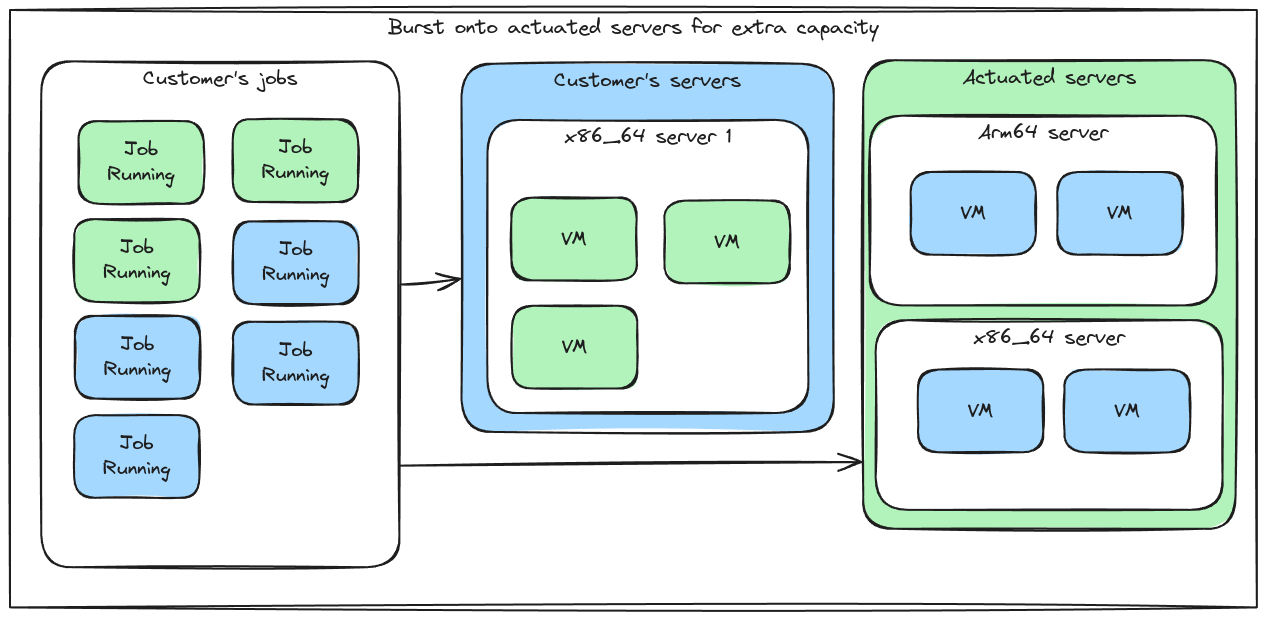 Burst onto actuated servers for extra capacity
Customer's jobs
Job
Running
Job
Running
Job
Running
Job
Running
Job
Running
Job
Running
Job
Running
Customer's servers
x86_64 server 1
VM
VM
VM
Actuated servers
Arm64 server
VM
VM
x86_64 server
VM
VM